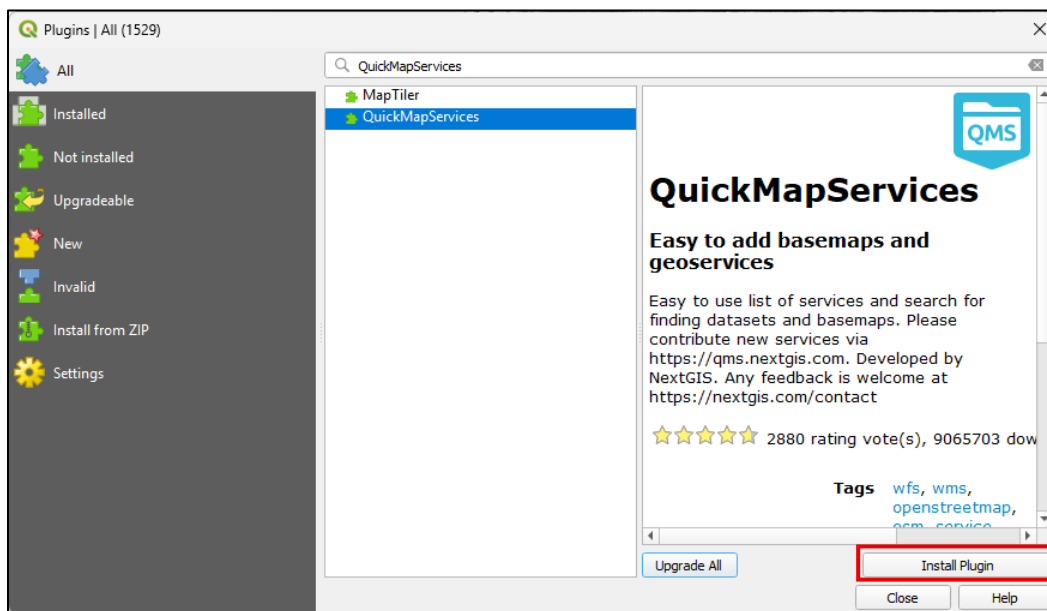 Plugins | All (1529)
All
Installed
Not installed
Upgradeable
New
Invalid
Install from ZIP
Settings
QuickMapServices
MapTiler
QuickMapServices
QMS
QuickMapServices
Easy to add basemaps and
geoservices
Easy to use list of services and search for
finding datasets and basemaps. Please
contribute new services via
https://qms.nextgis.com. Developed by
NextGIS. Any feedback is welcome at
https://nextgis.com/contact
2880 rating vote(s), 9065703 dow
Tags wfs, wms,
openstreetmap,
osm, service
Upgrade All
Install Plugin
Close
Help